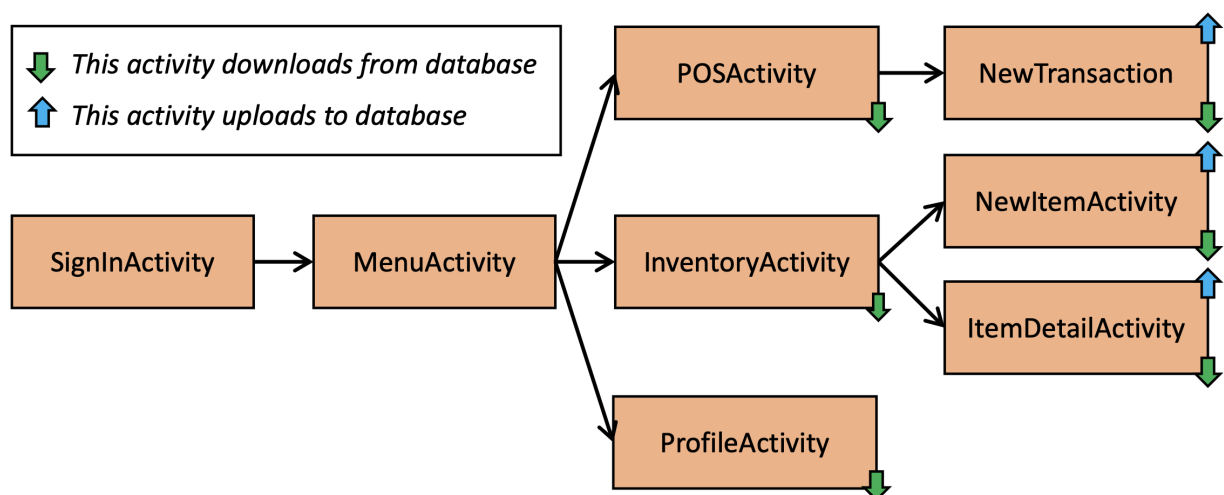 This activity downloads from database
This activity uploads to database
POSActivity
NewTransaction
NewItemActivity
SignInActivity
MenuActivity
InventoryActivity
ItemDetailActivity
ProfileActivity